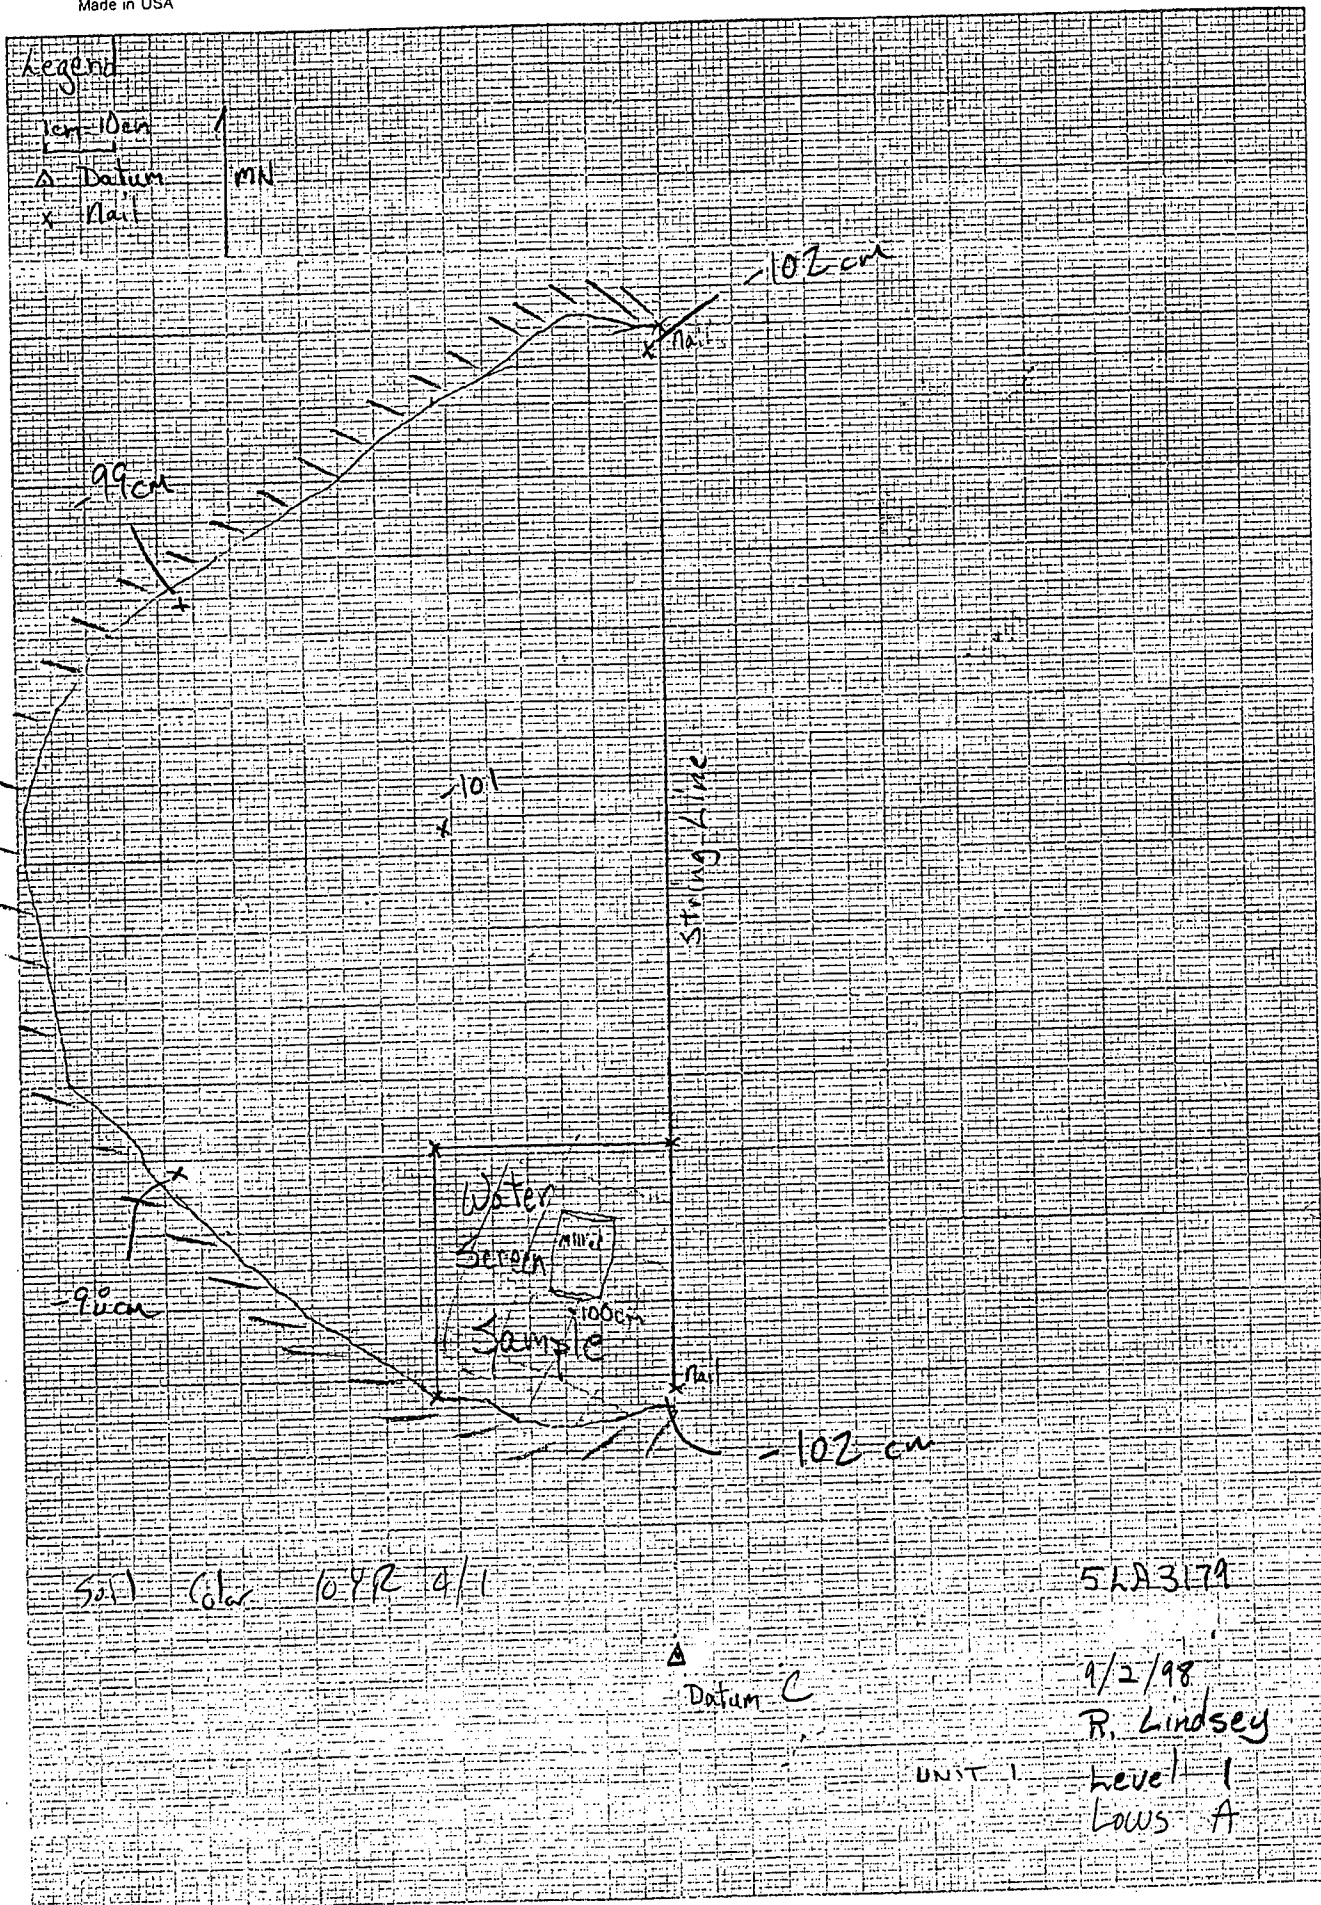 Made in USA
Legend
1cm=10cm
Datum
MN
x Nail
-102 cm
Nail
-99cm
-101
String Line
Water
Screen
Sample
-100cm
Nail
-102 cm
Soil Color 10YR 4/1
5LA3179
Datum C
9/2/98
R. Lindsey
UNIT 1
Level 1
Lows A